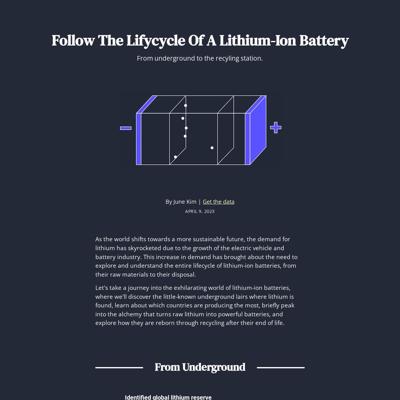 Follow The Lifycycle Of A Lithium-Ion Battery
From underground to the recyling station.
By June Kim | Get the data
APRIL 9, 2023
As the world shifts towards a more sustainable future, the demand for
lithium has skyrocketed due to the growth of the electric vehicle and
battery industry. This increase in demand has brought about the need to
explore and understand the entire lifecycle of lithium-ion batteries, from
their raw materials to their disposal.
Let's take a journey into the exhilarating world of lithium-ion batteries,
where we'll discover the little-known underground lairs where lithium is
found, learn about which countries are producing the most, briefly peak
into the alchemy that turns raw lithium into powerful batteries, and
explore how they are reborn through recycling after their end of life.
From Underground
Identified global lithium reserve